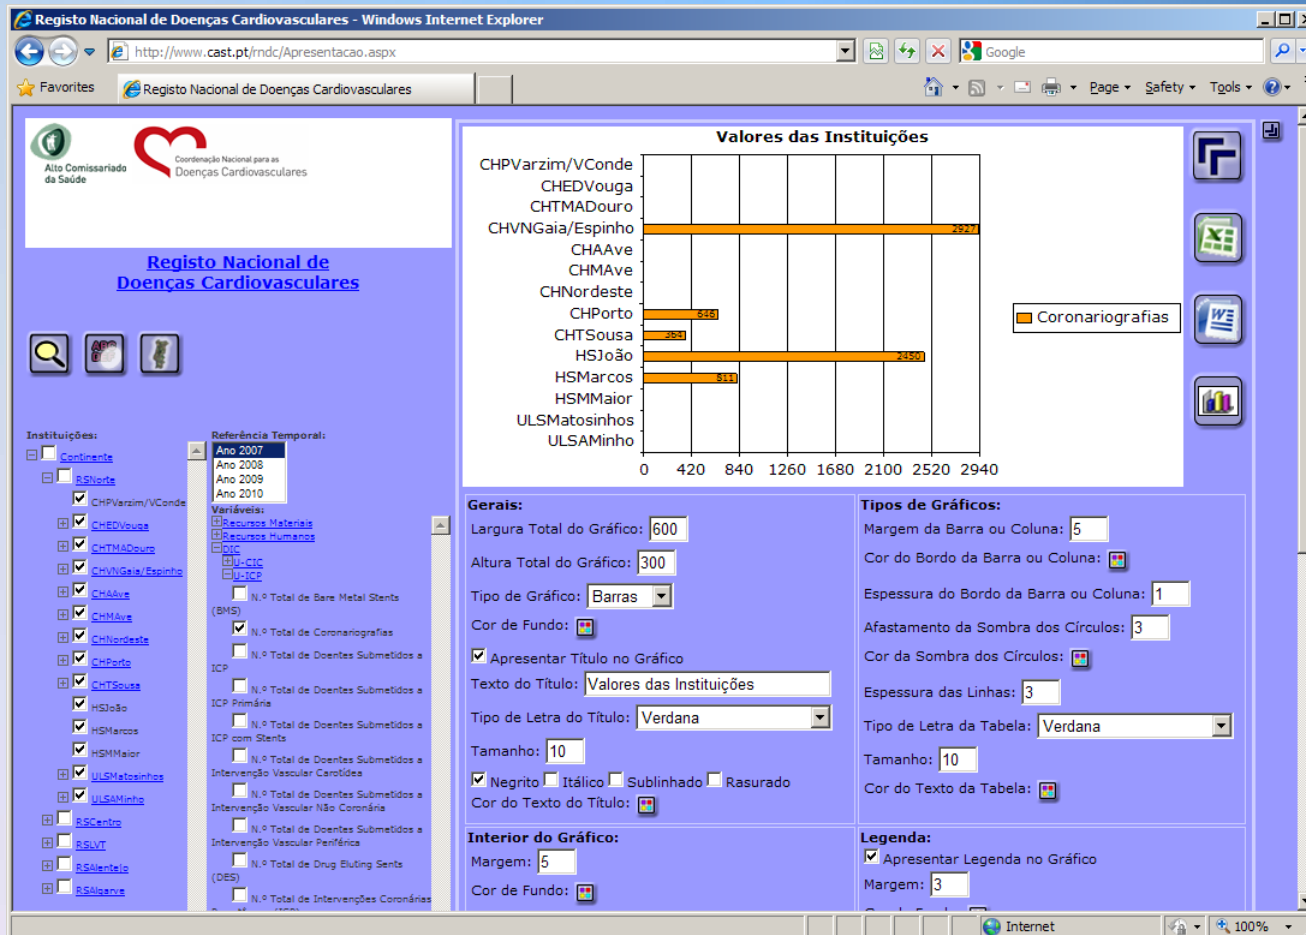 Registo Nacional de Doenças Cardiovasculares - Windows Internet Explorer
http://www.cast.pt/rndc/Apresentacao.aspx
Google
Favorites
Registo Nacional de Doenças Cardiovasculares
Page
Safety
Tools
Alto Comissariado
da Saúde
Coordenação Nacional para as
Doenças Cardiovasculares
Registo Nacional de
Doenças Cardiovasculares
Instituições:
Continente
RSNorte
CHPVarzim/VConde
CHEDVouga
CHTMADouro
CHVNGaia/Espinho
CHAAve
CHMAve
CHNordeste
CHPorto
CHTSousa
HSJoão
HSMarcos
HSMMaior
ULSMatosinhos
ULSAMinho
RSCentro
RSLVT
RSAlentejo
RSAlgarve
Referência Temporal:
Ano 2007
Ano 2008
Ano 2009
Ano 2010
Variáveis:
Recursos Materiais
Recursos Humanos
DIC
U-CIC
U-ICP
N.º Total de Bare Metal Stents
(BMS)
N.º Total de Coronariografias
N.º Total de Doentes Submetidos a
ICP
N.º Total de Doentes Submetidos a
ICP Primária
N.º Total de Doentes Submetidos a
ICP com Stents
N.º Total de Doentes Submetidos a
Intervenção Vascular Carotídea
N.º Total de Doentes Submetidos a
Intervenção Vascular Não Coronária
N.º Total de Doentes Submetidos a
Intervenção Vascular Periférica
N.º Total de Drug Eluting Sents
(DES)
N.º Total de Intervenções Coronárias
Valores das Instituições
CHPVarzim/VConde
CHEDVouga
CHTMADouro
CHVNGaia/Espinho 2927
CHAAve
CHMAve
CHNordeste
CHPorto 646
CHTSousa 364
HSJoão 2450
HSMarcos 811
HSMMaior
ULSMatosinhos
ULSAMinho
0 420 840 1260 1680 2100 2520 2940
Coronariografias
Gerais:
Largura Total do Gráfico: 600
Altura Total do Gráfico: 300
Tipo de Gráfico: Barras
Cor de Fundo:
Apresentar Título no Gráfico
Texto do Título: Valores das Instituições
Tipo de Letra do Título: Verdana
Tamanho: 10
Negrito Itálico Sublinhado Rasurado
Cor do Texto do Título:
Interior do Gráfico:
Margem: 5
Cor de Fundo:
Tipos de Gráficos:
Margem da Barra ou Coluna: 5
Cor do Bordo da Barra ou Coluna:
Espessura do Bordo da Barra ou Coluna: 1
Afastamento da Sombra dos Círculos: 3
Cor da Sombra dos Círculos:
Espessura das Linhas: 3
Tipo de Letra da Tabela: Verdana
Tamanho: 10
Cor do Texto da Tabela:
Legenda:
Apresentar Legenda no Gráfico
Margem: 3
Internet
100%